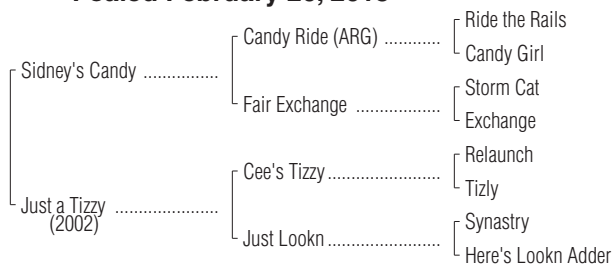 Foaled February
Ride the Rails
Candy Ride (ARG) ............
Candy Girl
Sidney's Candy ................
Storm Cat
Fair Exchange ..................
Exchange
Relaunch
Cee's Tizzy ........................
Tizly
Just a Tizzy ......................
(2002)
Synastry
Just Lookn ........................
Here's Lookn Adder